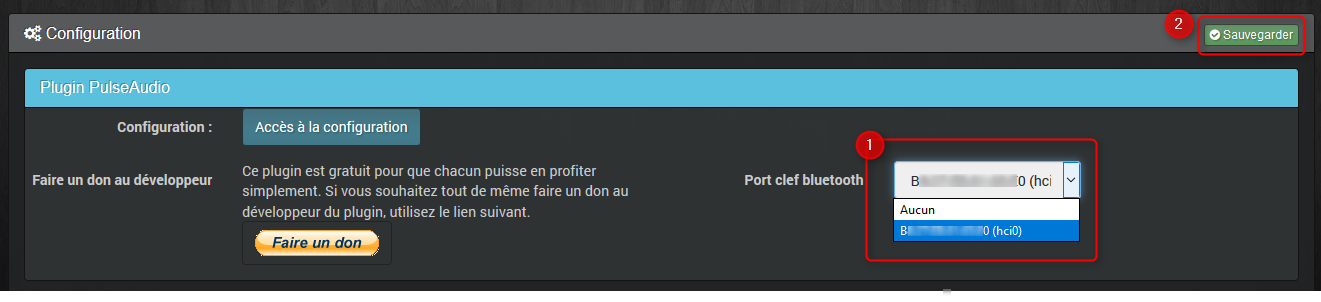 Configuration
2
Sauvegarder
Plugin PulseAudio
Configuration :
Accès à la configuration
1
Faire un don au développeur
Ce plugin est gratuit pour que chacun puisse en profiter
simplement. Si vous souhaitez tout de même faire un don au
développeur du plugin, utilisez le lien suivant.
Faire un don
Port clef bluetooth
B 0 (hci
Aucun
B 0 (hci0)